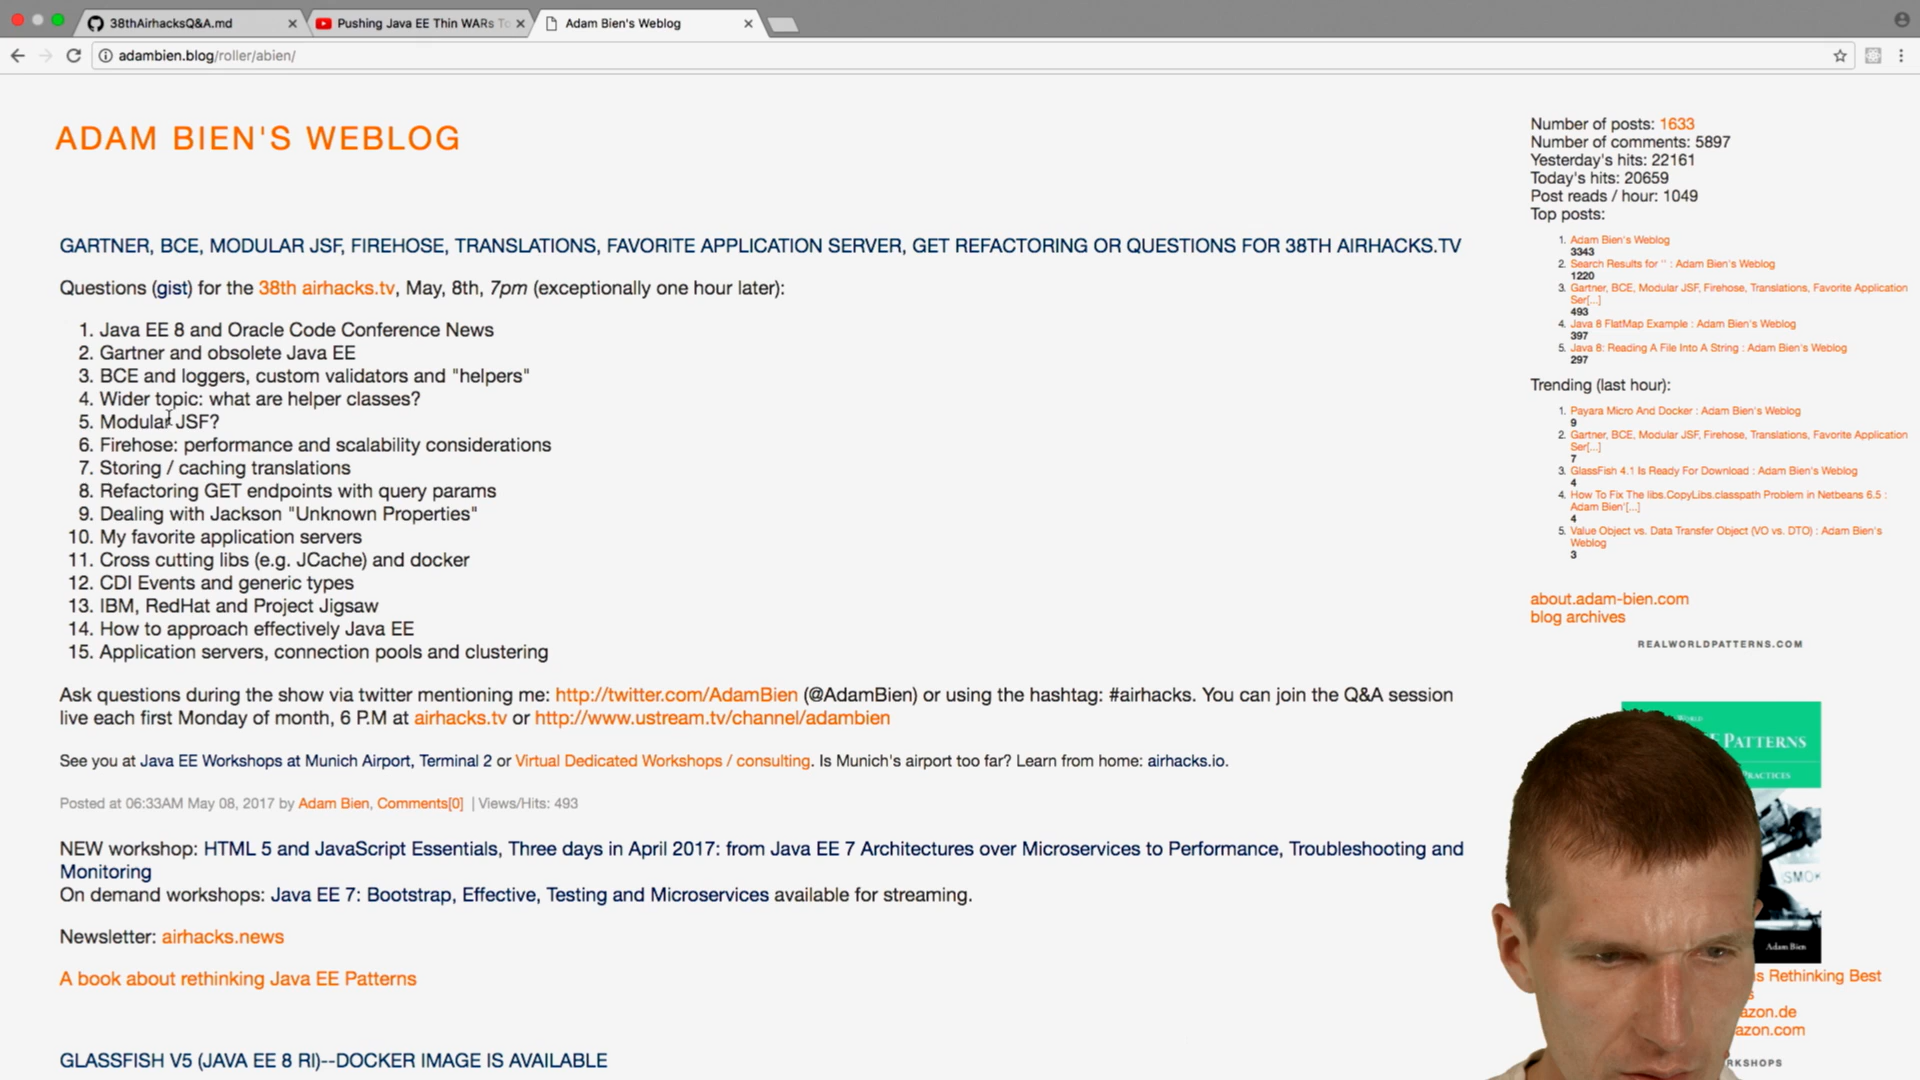 38thAirhacksQ&A.md
Pushing Java EE Thin WARs To
Adam Bien's Weblog
adambien.blog/roller/abien/
ADAM BIEN'S WEBLOG
GARTNER, BCE, MODULAR JSF, FIREHOSE, TRANSLATIONS, FAVORITE APPLICATION SERVER, GET REFACTORING OR QUESTIONS FOR 38TH AIRHACKS.TV
Questions (gist) for the 38th airhacks.tv, May, 8th, 7pm (exceptionally one hour later):
1. Java EE 8 and Oracle Code Conference News
2. Gartner and obsolete Java EE
3. BCE and loggers, custom validators and "helpers"
4. Wider topic: what are helper classes?
5. Modular JSF?
6. Firehose: performance and scalability considerations
7. Storing / caching translations
8. Refactoring GET endpoints with query params
9. Dealing with Jackson "Unknown Properties"
10. My favorite application servers
11. Cross cutting libs (e.g. JCache) and docker
12. CDI Events and generic types
13. IBM, RedHat and Project Jigsaw
14. How to approach effectively Java EE
15. Application servers, connection pools and clustering
Ask questions during the show via twitter mentioning me: http://twitter.com/AdamBien (@AdamBien) or using the hashtag: #airhacks. You can join the Q&A session
live each first Monday of month, 6 P.M at airhacks.tv or http://www.ustream.tv/channel/adambien
See you at Java EE Workshops at Munich Airport, Terminal 2 or Virtual Dedicated Workshops / consulting. Is Munich's airport too far? Learn from home: airhacks.io.
Posted at 06:33AM May 08, 2017 by Adam Bien, Comments[0] | Views/Hits: 493
NEW workshop: HTML 5 and JavaScript Essentials, Three days in April 2017: from Java EE 7 Architectures over Microservices to Performance, Troubleshooting and
Monitoring
On demand workshops: Java EE 7: Bootstrap, Effective, Testing and Microservices available for streaming.
Newsletter: airhacks.news
A book about rethinking Java EE Patterns
GLASSFISH V5 (JAVA EE 8 RI)--DOCKER IMAGE IS AVAILABLE
Number of posts: 1633
Number of comments: 5897
Yesterday's hits: 22161
Today's hits: 20659
Post reads / hour: 1049
Top posts:
1. Adam Bien's Weblog
3343
2. Search Results for '' : Adam Bien's Weblog
1220
3. Gartner, BCE, Modular JSF, Firehose, Translations, Favorite Application
Ser[...]
493
4. Java 8 FlatMap Example : Adam Bien's Weblog
397
5. Java 8: Reading A File Into A String : Adam Bien's Weblog
297
Trending (last hour):
1. Payara Micro And Docker : Adam Bien's Weblog
9
2. Gartner, BCE, Modular JSF, Firehose, Translations, Favorite Application
Ser[...]
7
3. GlassFish 4.1 Is Ready For Download : Adam Bien's Weblog
4
4. How To Fix The libs.CopyLibs.classpath Problem in Netbeans 6.5 :
Adam Bien'[...]
4
5. Value Object vs. Data Transfer Object (VO vs. DTO) : Adam Bien's
Weblog
3
about.adam-bien.com
blog archives
REALWORLDPATTERNS.COM
PATTERNS
Adam Bien
Rethinking Best